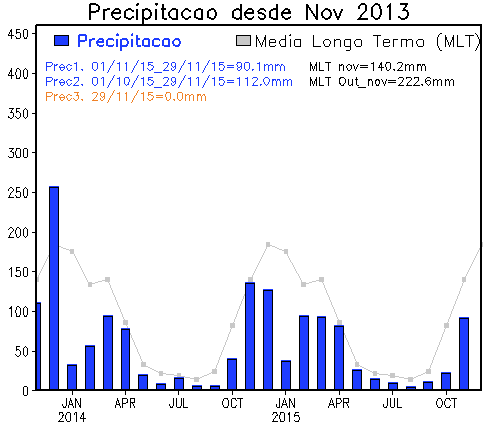 Precipitacao desde Nov 2013
Precipitacao Media Longo Termo (MLT)
Prec1. 01/11/15_29/11/15=90.1mm MLT nov=140.2mm
Prec2. 01/10/15_29/11/15=112.0mm MLT Out_nov=222.6mm
Prec3. 29/11/15=0.0mm
450
400
350
300
250
200
150
100
50
0
JAN APR JUL OCT JAN APR JUL OCT
2014 2015